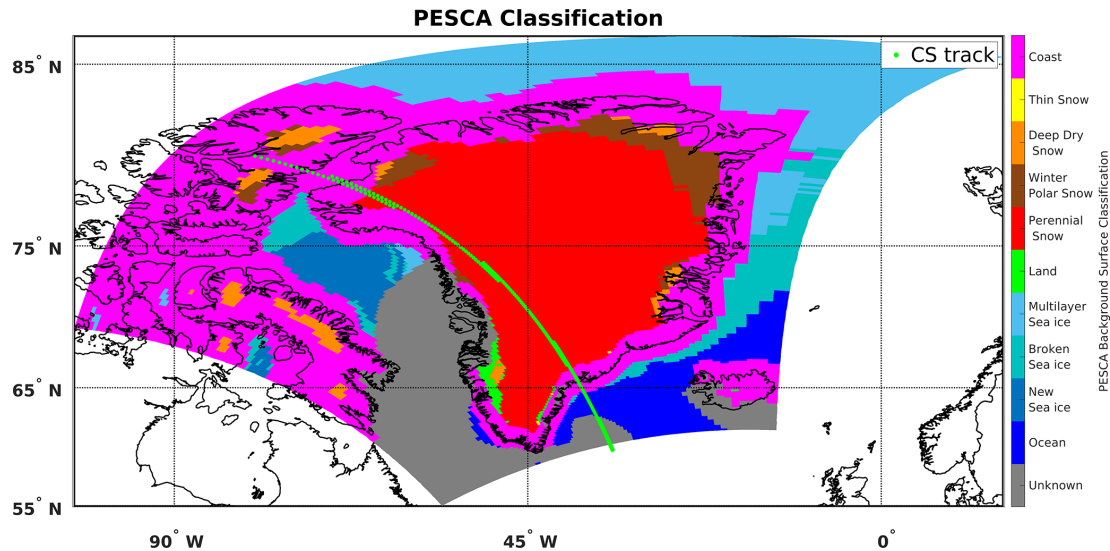 PESCA Classification
CS track
85° N
75° N
65° N
55° N
90° W
45° W
0°
Coast
Thin Snow
Deep Dry
Snow
Winter
Polar Snow
Perennial
Snow
Land
Multilayer
Sea ice
Broken
Sea ice
New
Sea ice
Ocean
Unknown
PESCA Background Surface Classification